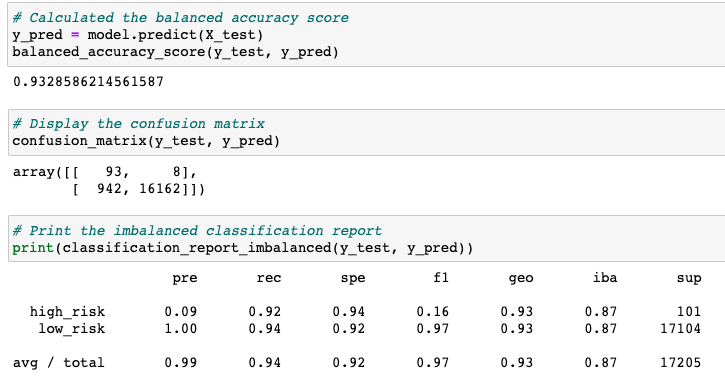 # Calculated the balanced accuracy score
y_pred = model.predict(X_test)
balanced_accuracy_score(y_test, y_pred)
0.9328586214561587
# Display the confusion matrix
confusion_matrix(y_test, y_pred)
array([[   93,     8],
       [  942, 16162]])
# Print the imbalanced classification report
print(classification_report_imbalanced(y_test, y_pred))
                   pre       rec       spe        f1       geo       iba       sup
  high_risk       0.09      0.92      0.94      0.16      0.93      0.87       101
   low_risk       1.00      0.94      0.92      0.97      0.93      0.87     17104
avg / total       0.99      0.94      0.92      0.97      0.93      0.87     17205